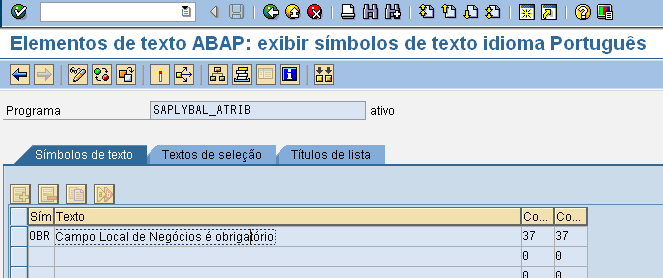 Elementos de texto ABAP: exibir símbolos de texto idioma Português
Programa SAPLYBAL_ATRIB ativo
Símbolos de texto Textos de seleção Títulos de lista
Sím Texto Co... Co...
OBR Campo Local de Negócios é obrigatório 37 37
0 0
0 0